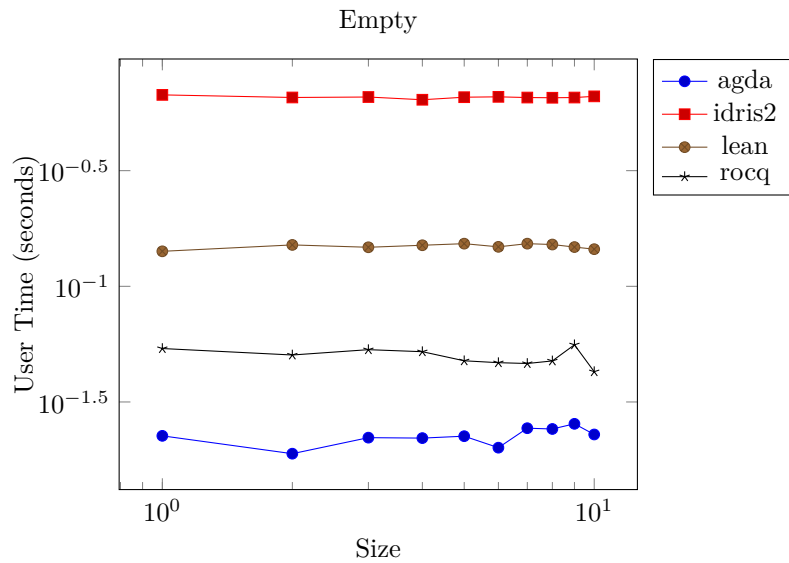 Empty
agda
idris2
lean
rocq
User Time (seconds)
10^−0.5
10^−1
10^−1.5
10^0
10^1
Size